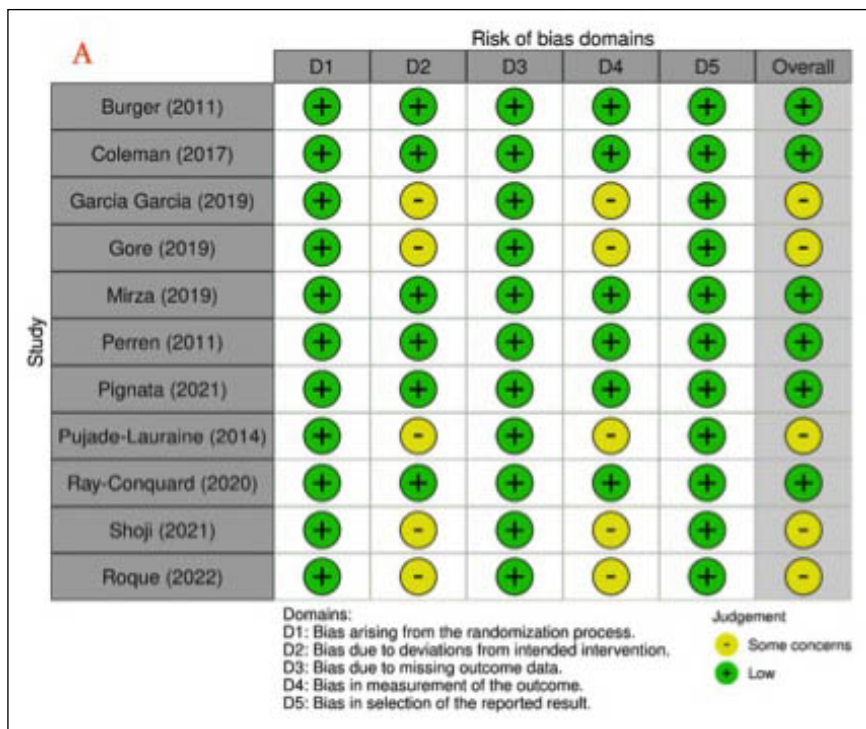 A
Risk of bias domains
D1 D2 D3 D4 D5 Overall
Study
Burger (2011) + + + + + +
Coleman (2017) + + + + + +
Garcia Garcia (2019) + - + - + -
Gore (2019) + - + - + -
Mirza (2019) + + + + + +
Perren (2011) + + + + + +
Pignata (2021) + + + + + +
Pujade-Lauraine (2014) + - + - + -
Ray-Conquard (2020) + + + + + +
Shoji (2021) + - + - + -
Roque (2022) + - + - + -
Domains:
D1: Bias arising from the randomization process.
D2: Bias due to deviations from intended intervention.
D3: Bias due to missing outcome data.
D4: Bias in measurement of the outcome.
D5: Bias in selection of the reported result.
Judgement
- Some concerns
+ Low